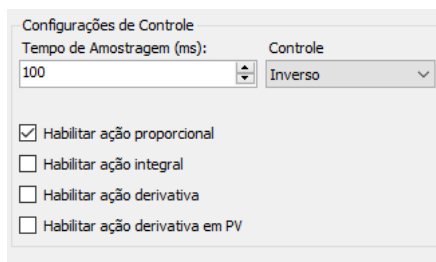 Configurações de Controle
Tempo de Amostragem (ms): Controle
100 Inverso
Habilitar ação proporcional
Habilitar ação integral
Habilitar ação derivativa
Habilitar ação derivativa em PV